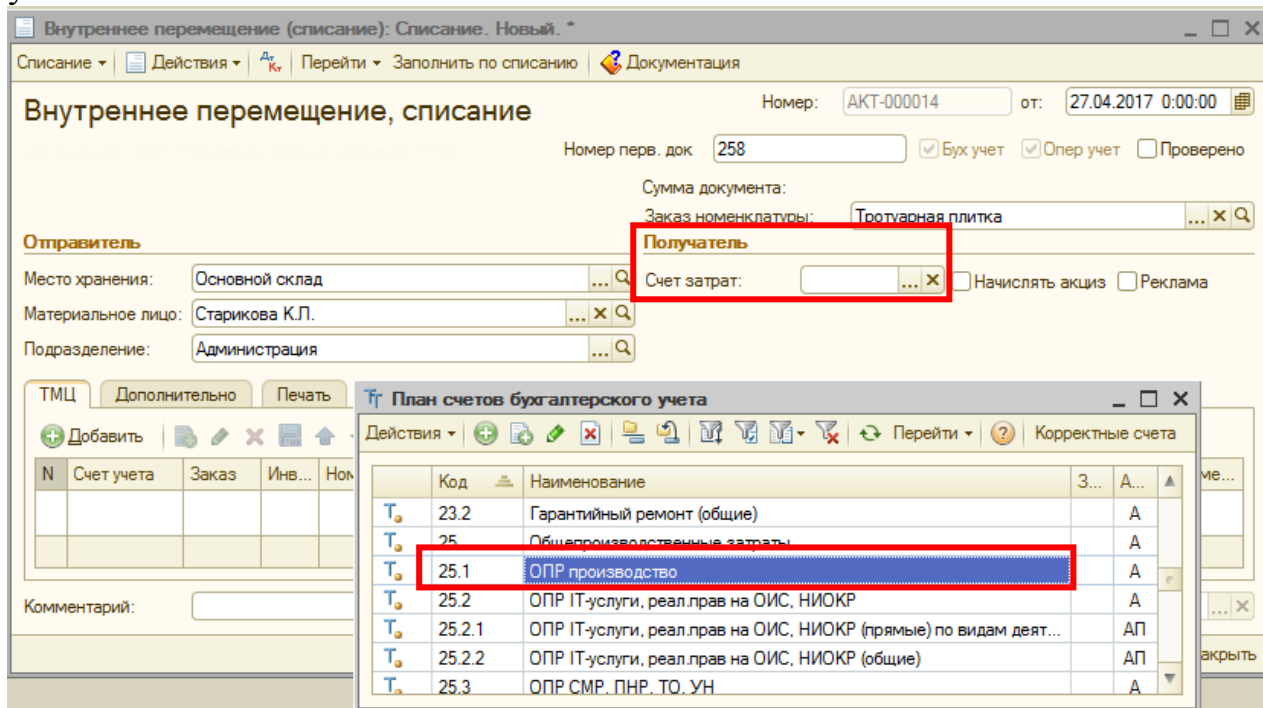 Внутреннее перемещение (списание): Списание. Новый. *
Списание Действия Дт Кт Перейти Заполнить по списанию Документация
Внутреннее перемещение, списание
Номер: АКТ-000014 от: 27.04.2017 0:00:00
Номер перв. док 258 Бух учет Опер учет Проверено
Сумма документа:
Заказ номенклатуры: Тротуарная плитка
Отправитель Получатель
Место хранения: Основной склад Счет затрат: Начислять акциз Реклама
Материальное лицо: Старикова К.П.
Подразделение: Администрация
ТМЦ Дополнительно Печать
План счетов бухгалтерского учета
Добавить
Действия Перейти Корректные счета
N Счет учета Заказ Инв... Ном
Код Наименование З... А...
23.2 Гарантийный ремонт (общие) А
25 Общепроизводственные затраты А
25.1 ОПР производство А
25.2 ОПР IT-услуги, реал.прав на ОИС, НИОКР А
25.2.1 ОПР IT-услуги, реал.прав на ОИС, НИОКР (прямые) по видам деят... АП
25.2.2 ОПР IT-услуги, реал.прав на ОИС, НИОКР (общие) АП
25.3 ОПР СМР, ПНР, ТО, УН А
Комментарий: